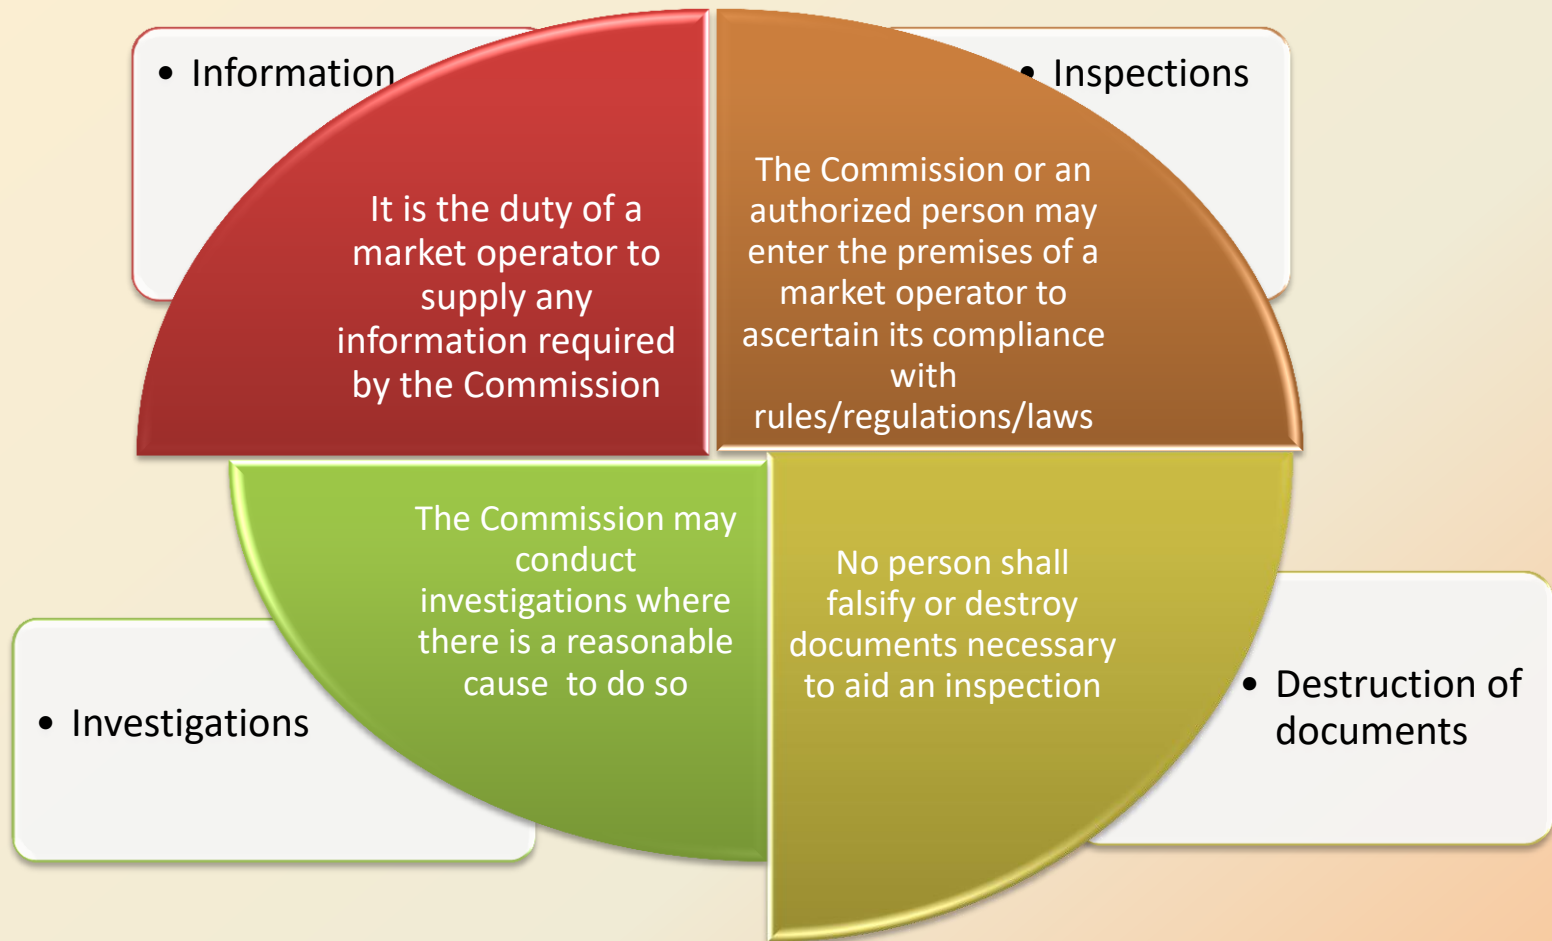 • Information
It is the duty of a
market operator to
supply any
information required
by the Commission
• Inspections
The Commission or an
authorized person may
enter the premises of a
market operator to
ascertain its compliance
with
rules/regulations/laws
The Commission may
conduct
investigations where
there is a reasonable
cause  to do so
• Investigations
No person shall
falsify or destroy
documents necessary
to aid an inspection
• Destruction of
documents